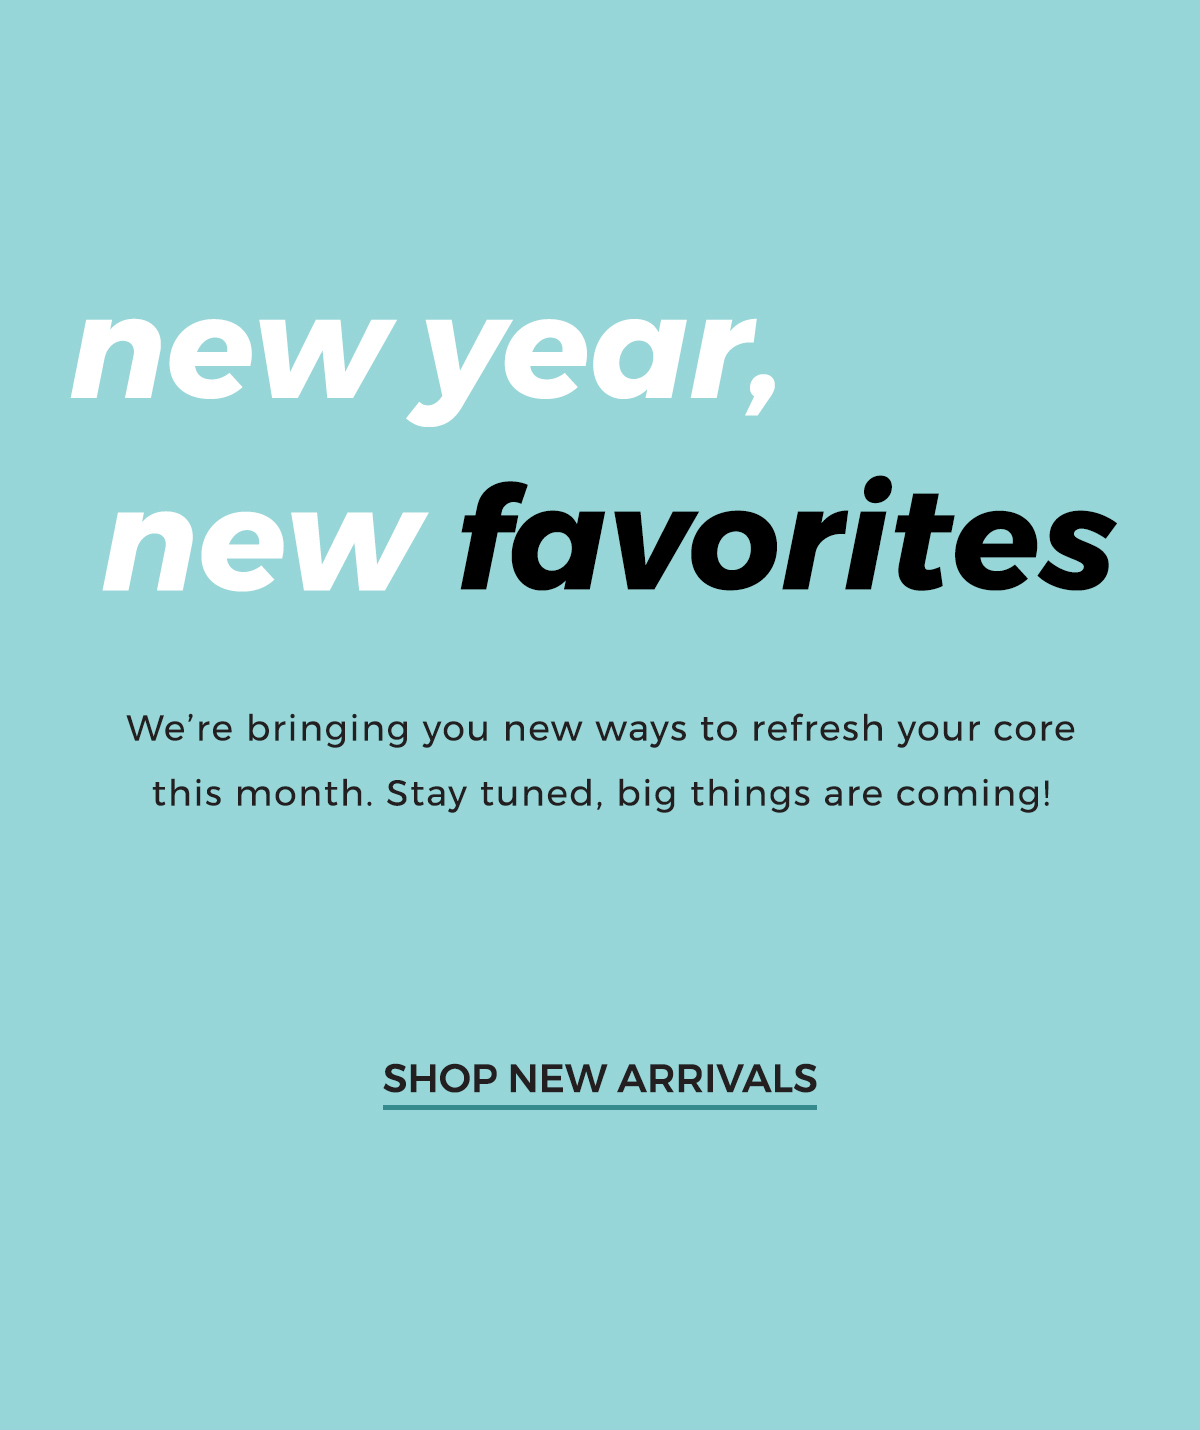 new year,
new favorites
We’re bringing you new ways to refresh your core
this month. Stay tuned, big things are coming!
SHOP NEW ARRIVALS